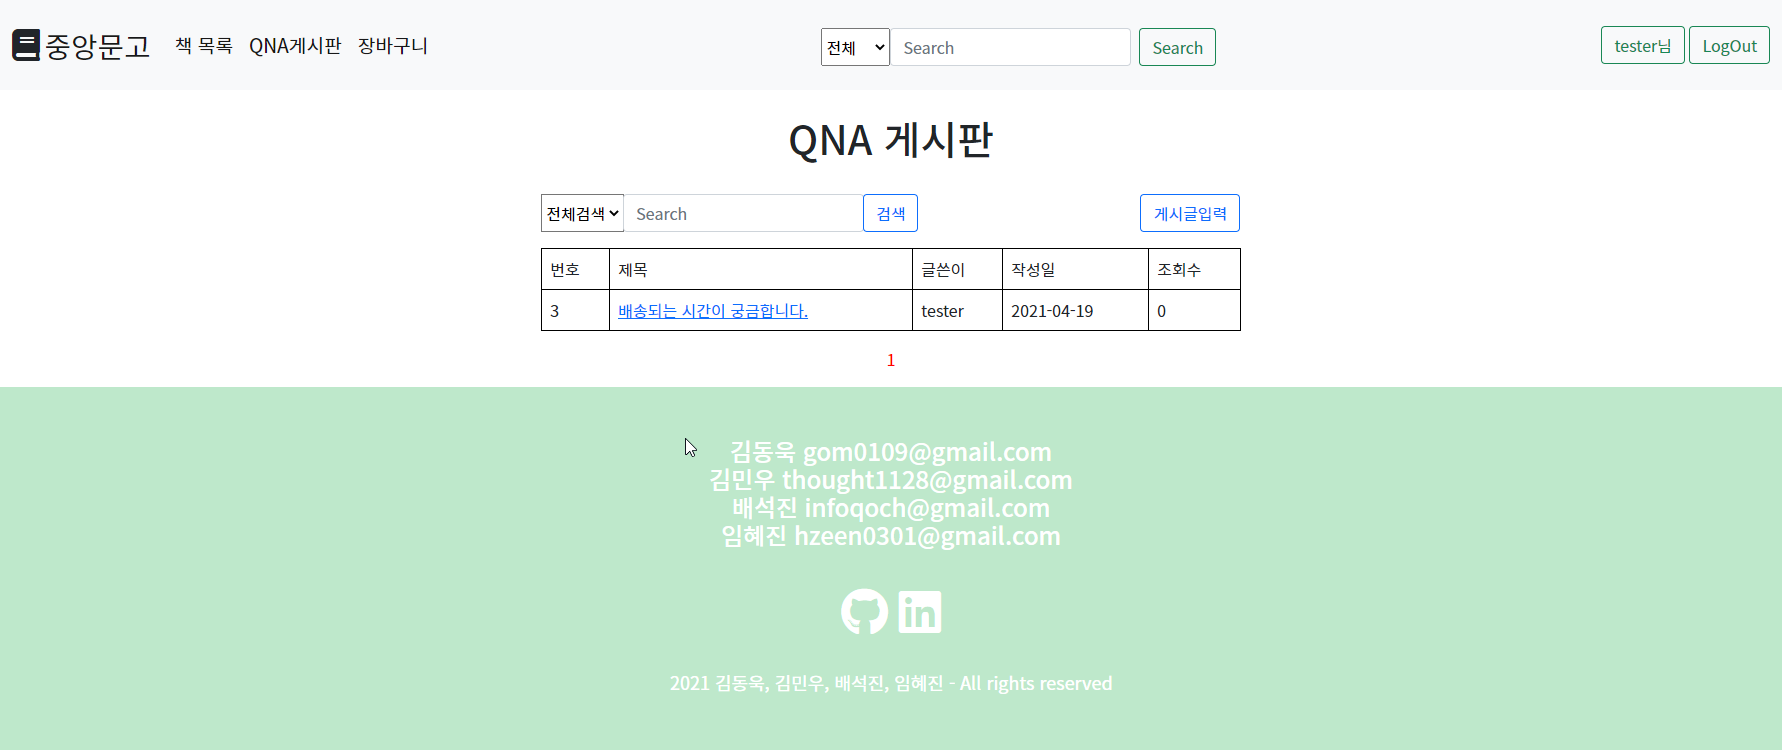 중앙문고 책 목록 QNA게시판 장바구니 전체 Search Search tester님 LogOut
QNA 게시판
전체검색 Search 검색 게시글입력
번호 제목 글쓴이 작성일 조회수
3 배송되는 시간이 궁금합니다. tester 2021-04-19 0
1
김동욱 gom0109@gmail.com
김민우 thought1128@gmail.com
배석진 infoqoch@gmail.com
임혜진 hzeen0301@gmail.com
in
2021 김동욱, 김민우, 배석진, 임혜진 - All rights reserved